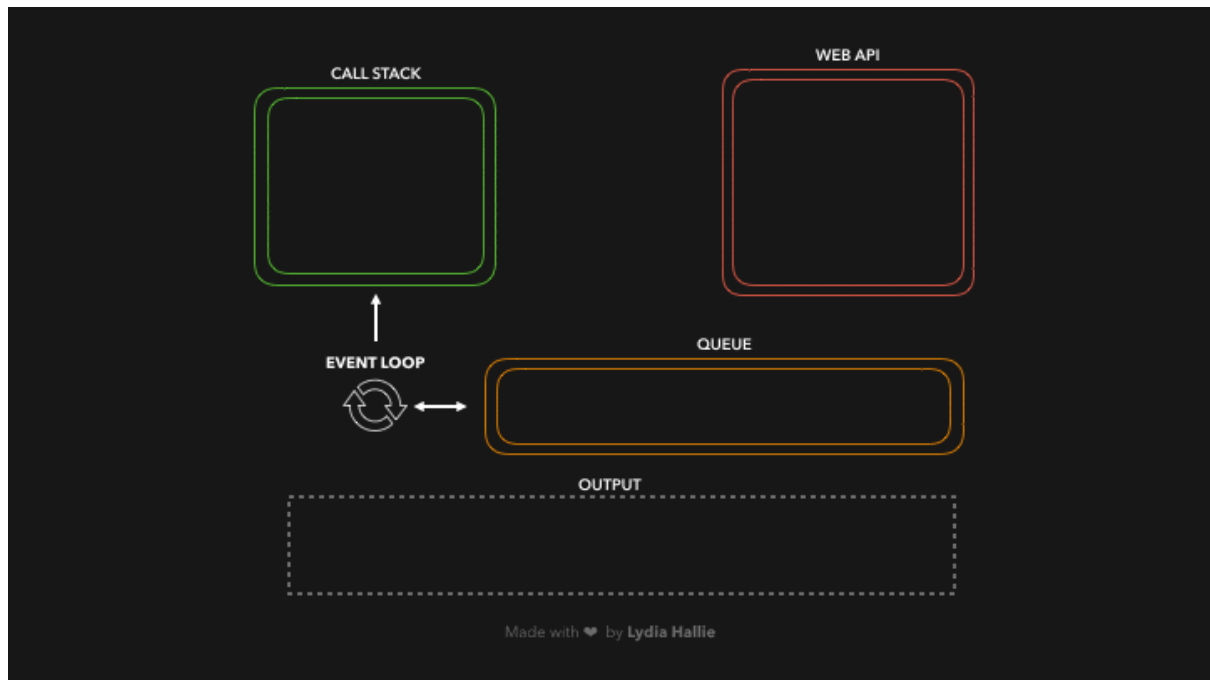 CALL STACK
WEB API
EVENT LOOP
QUEUE
OUTPUT
Made with ❤ by Lydia Hallie